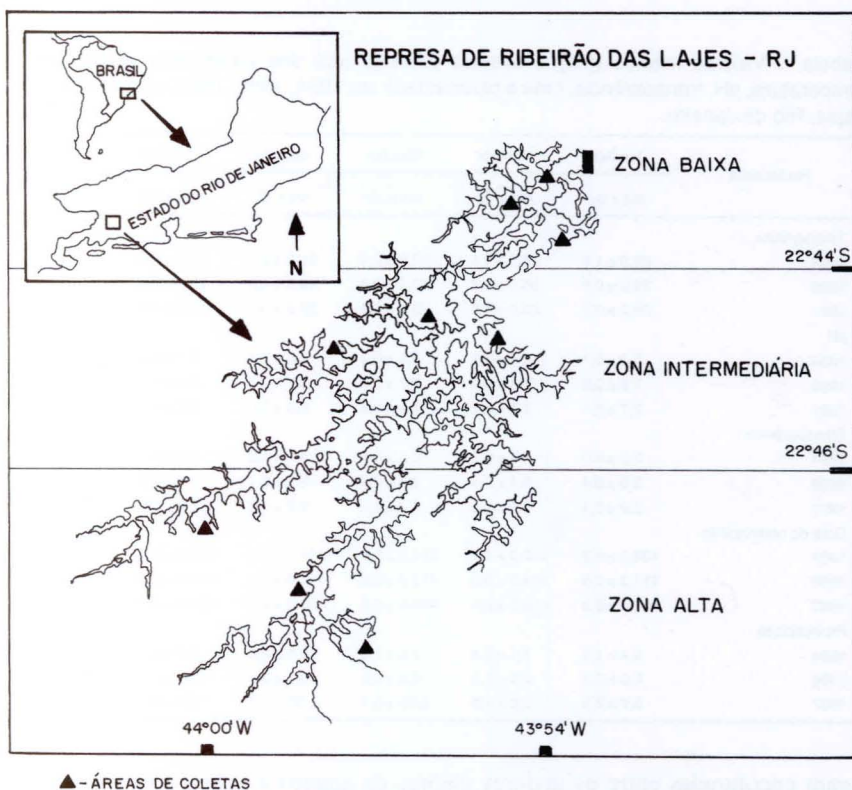 REPRESA DE RIBEIRÃO DAS LAJES - RJ
BRASIL
ESTADO DO RIO DE JANEIRO
N
ZONA BAIXA
22°44'S
ZONA INTERMEDIÁRIA
22°46'S
ZONA ALTA
44°00' W
43°54' W
▲-ÁREAS DE COLETAS